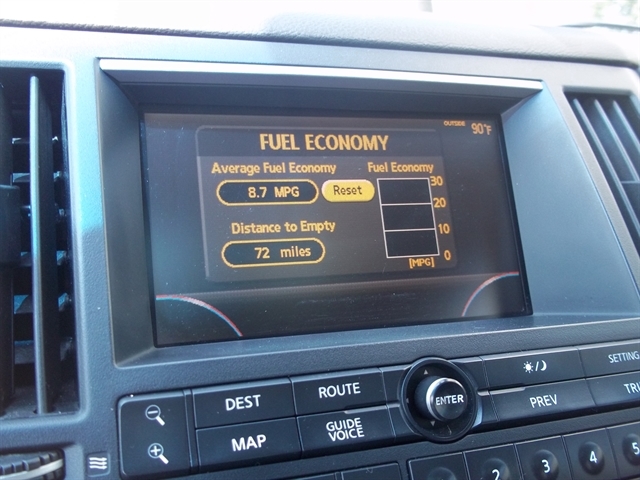 OUTSIDE 90°F
FUEL ECONOMY
Average Fuel Economy Fuel Economy
8.7 MPG Reset
30
20
10
0
[MPG]
Distance to Empty
72 miles
DEST ROUTE ENTER PREV SETTING
MAP GUIDE VOICE TRI
2 3 4 5